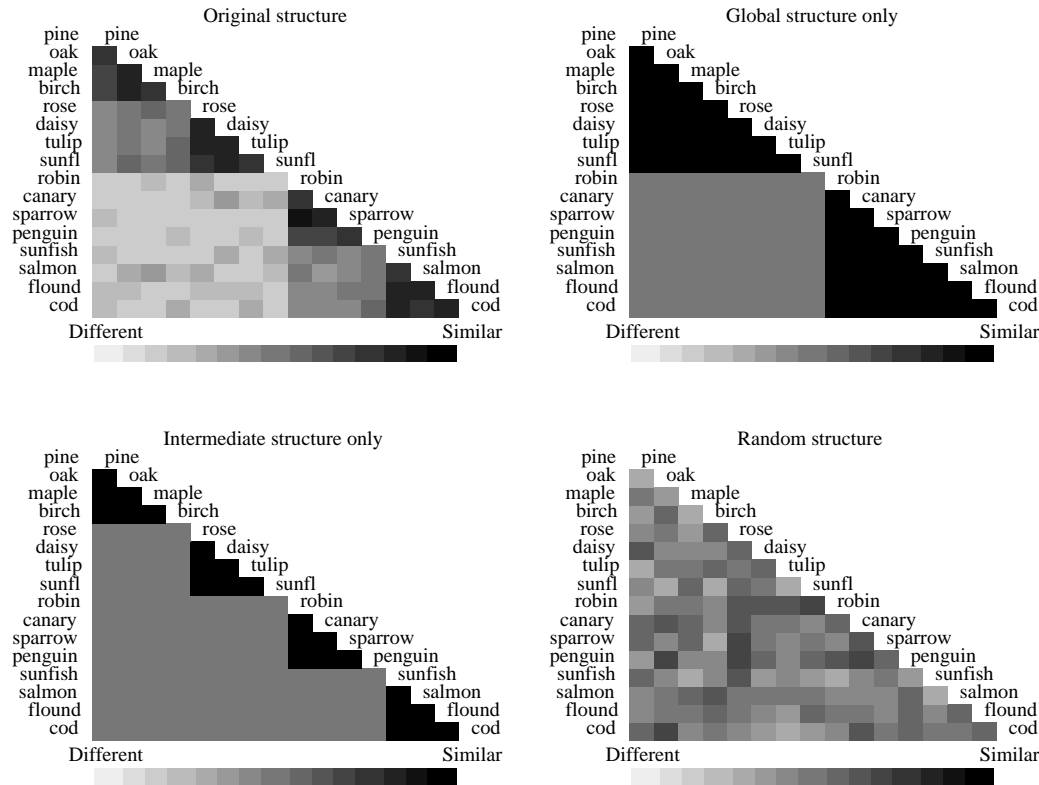 Original structure
pine pine
oak oak
maple maple
birch birch
rose rose
daisy daisy
tulip tulip
sunfl sunfl
robin robin
canary canary
sparrow sparrow
penguin penguin
sunfish sunfish
salmon salmon
flound flound
cod cod
Different Similar
Global structure only
pine pine
oak oak
maple maple
birch birch
rose rose
daisy daisy
tulip tulip
sunfl sunfl
robin robin
canary canary
sparrow sparrow
penguin penguin
sunfish sunfish
salmon salmon
flound flound
cod cod
Different Similar
Intermediate structure only
pine pine
oak oak
maple maple
birch birch
rose rose
daisy daisy
tulip tulip
sunfl sunfl
robin robin
canary canary
sparrow sparrow
penguin penguin
sunfish sunfish
salmon salmon
flound flound
cod cod
Different Similar
Random structure
pine pine
oak oak
maple maple
birch birch
rose rose
daisy daisy
tulip tulip
sunfl sunfl
robin robin
canary canary
sparrow sparrow
penguin penguin
sunfish sunfish
salmon salmon
flound flound
cod cod
Different Similar